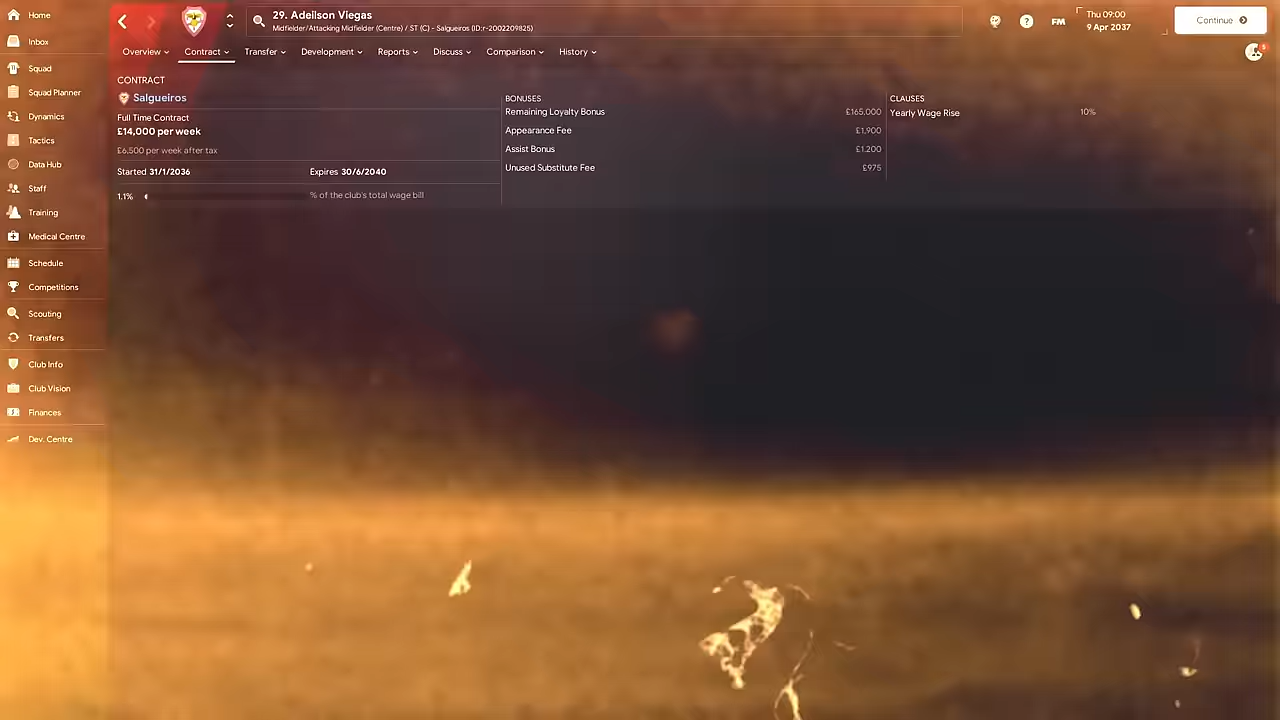 Home
Inbox
Squad
Squad Planner
Dynamics
Tactics
Data Hub
Staff
Training
Medical Centre
Schedule
Competitions
Scouting
Transfers
Club Info
Club Vision
Finances
Dev. Centre
29. Adeilson Viegas
Midfielder/Attacking Midfielder (Centre) / ST (C) - Salgueiros (ID:r-2002209825)
FM
Thu 09:00
9 Apr 2037
Continue
Overview
Contract
Transfer
Development
Reports
Discuss
Comparison
History
5
CONTRACT
Salgueiros
Full Time Contract
£14,000 per week
£6,500 per week after tax
Started 31/1/2036
Expires 30/6/2040
1.1%
% of the club's total wage bill
BONUSES
Remaining Loyalty Bonus £165,000
Appearance Fee £1,900
Assist Bonus £1,200
Unused Substitute Fee £975
CLAUSES
Yearly Wage Rise 10%